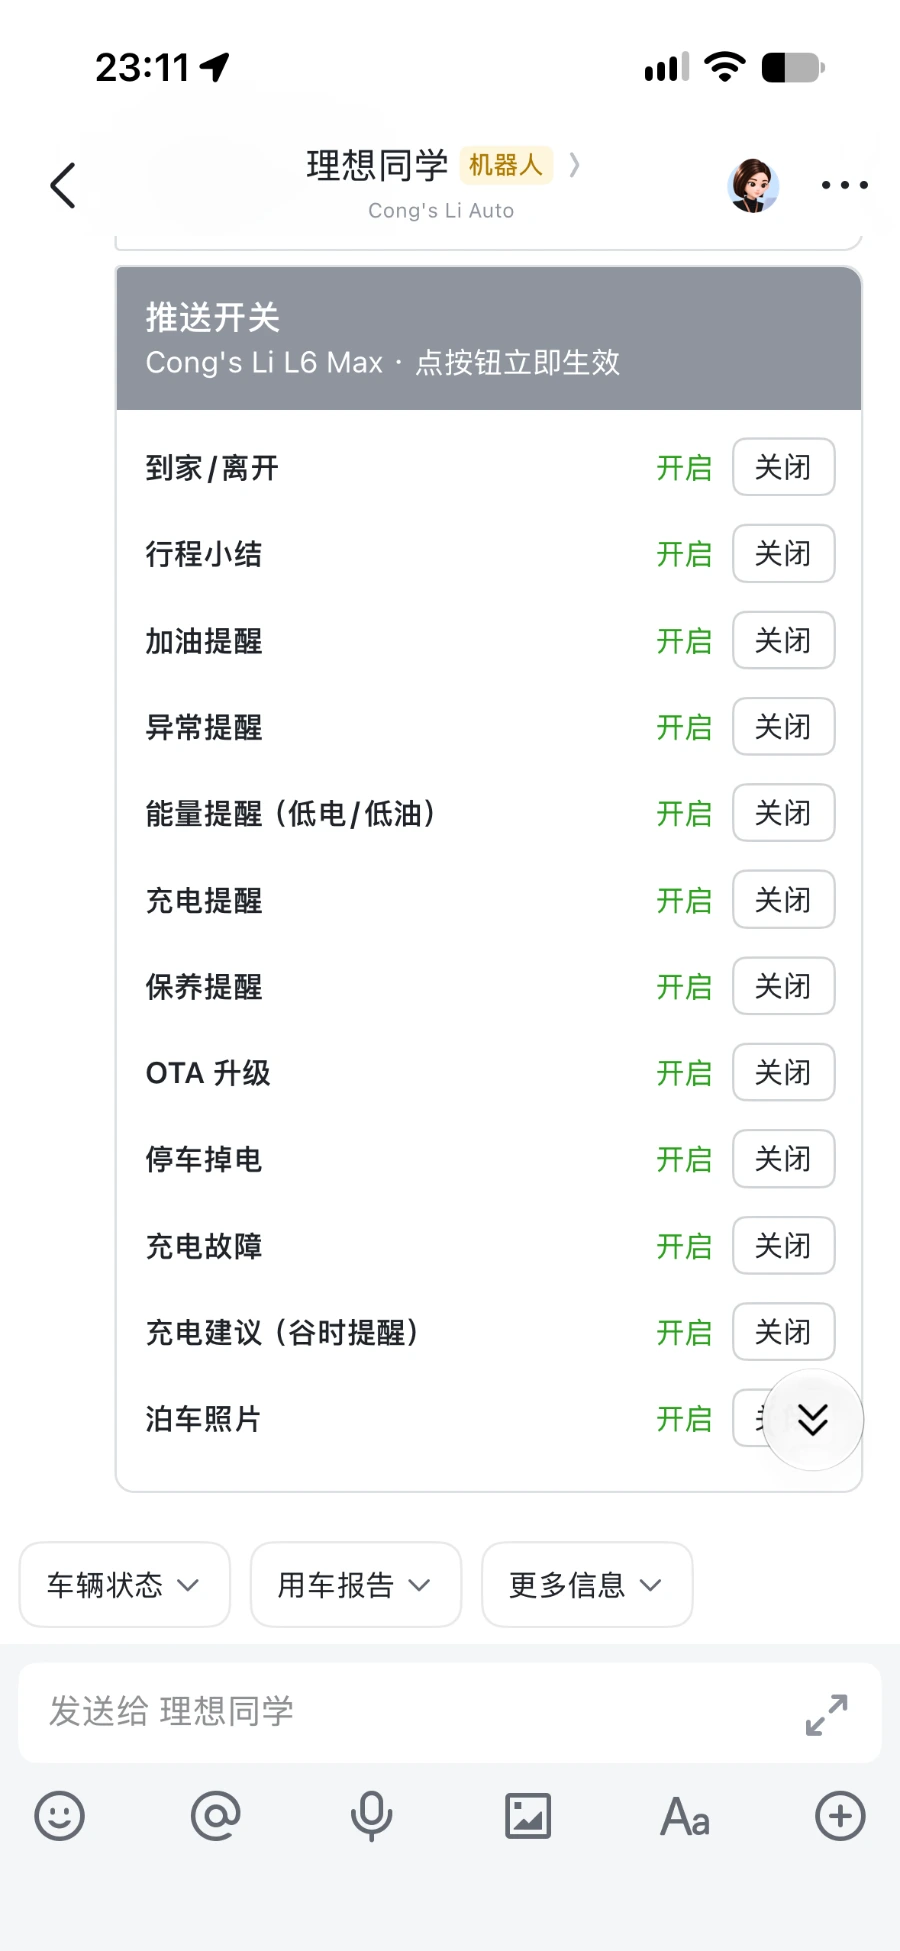 23:11
理想同学 机器人
Cong's Li Auto
推送开关
Cong's Li L6 Max · 点按钮立即生效
到家/离开 开启 关闭
行程小结 开启 关闭
加油提醒 开启 关闭
异常提醒 开启 关闭
能量提醒（低电/低油） 开启 关闭
充电提醒 开启 关闭
保养提醒 开启 关闭
OTA 升级 开启 关闭
停车掉电 开启 关闭
充电故障 开启 关闭
充电建议（谷时提醒） 开启 关闭
泊车照片 开启
车辆状态 用车报告 更多信息
发送给 理想同学
Aa